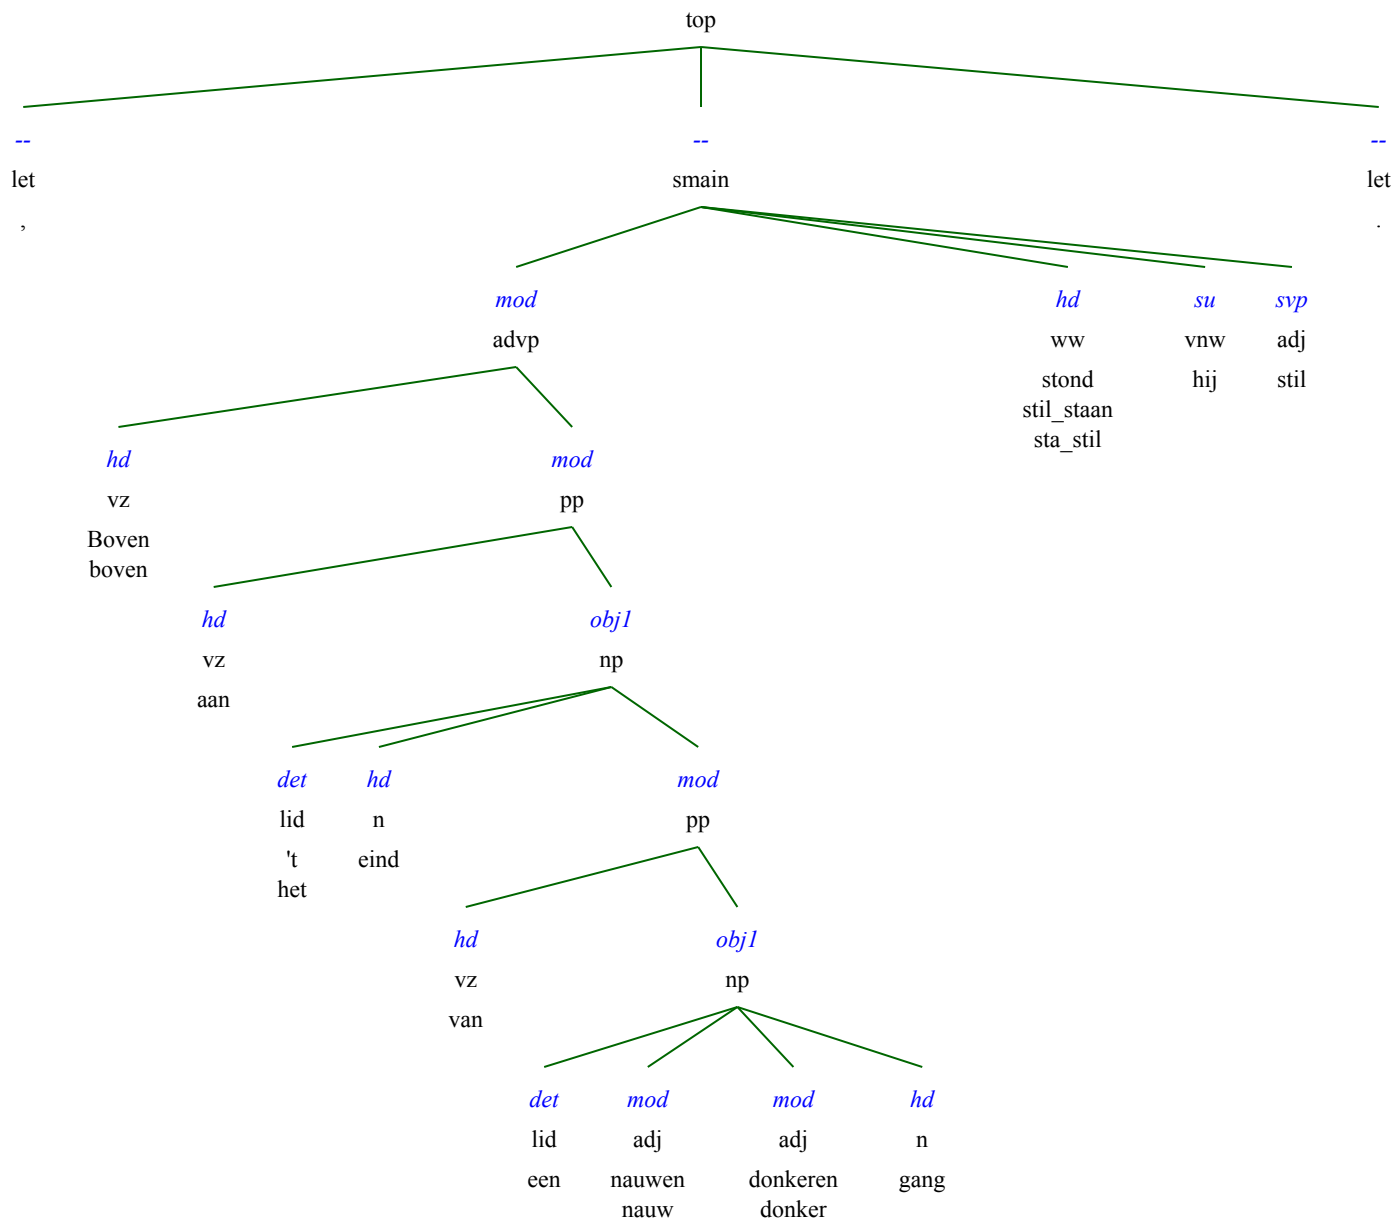 top
-- -- --
let smain let
, .
mod hd su svp
advp ww vnw adj
stond hij stil
stil_staan
sta_stil
hd mod
vz pp
Boven
boven
hd obj1
vz np
aan
det hd mod
lid n pp
't eind
het
hd obj1
vz np
van
det mod mod hd
lid adj adj n
een nauwen donkeren gang
nauw donker